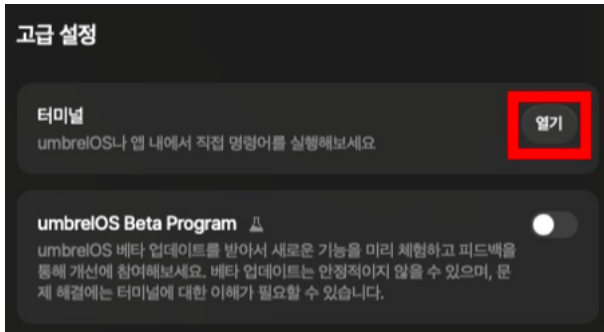 고급 설정
터미널
umbrelOS나 앱 내에서 직접 명령어를 실행해보세요
열기
umbrelOS Beta Program
umbrelOS 베타 업데이트를 받아서 새로운 기능을 미리 체험하고 피드백을
통해 개선에 참여해보세요. 베타 업데이트는 안정적이지 않을 수 있으며, 문
제 해결에는 터미널에 대한 이해가 필요할 수 있습니다.